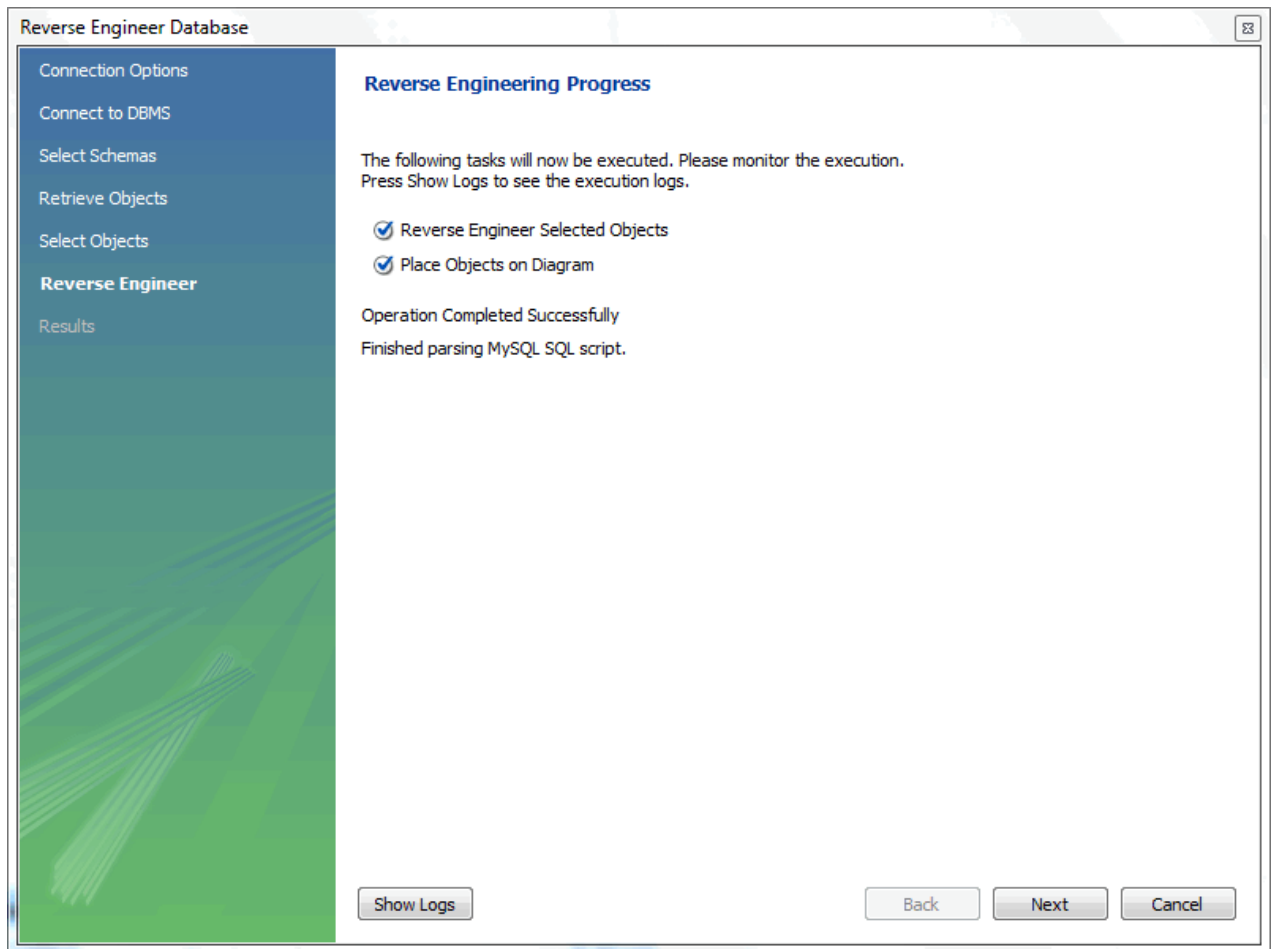 Reverse Engineer Database
Connection Options
Connect to DBMS
Select Schemas
Retrieve Objects
Select Objects
Reverse Engineer
Results
Reverse Engineering Progress
The following tasks will now be executed. Please monitor the execution.
Press Show Logs to see the execution logs.
Reverse Engineer Selected Objects
Place Objects on Diagram
Operation Completed Successfully
Finished parsing MySQL SQL script.
Show Logs
Back
Next
Cancel